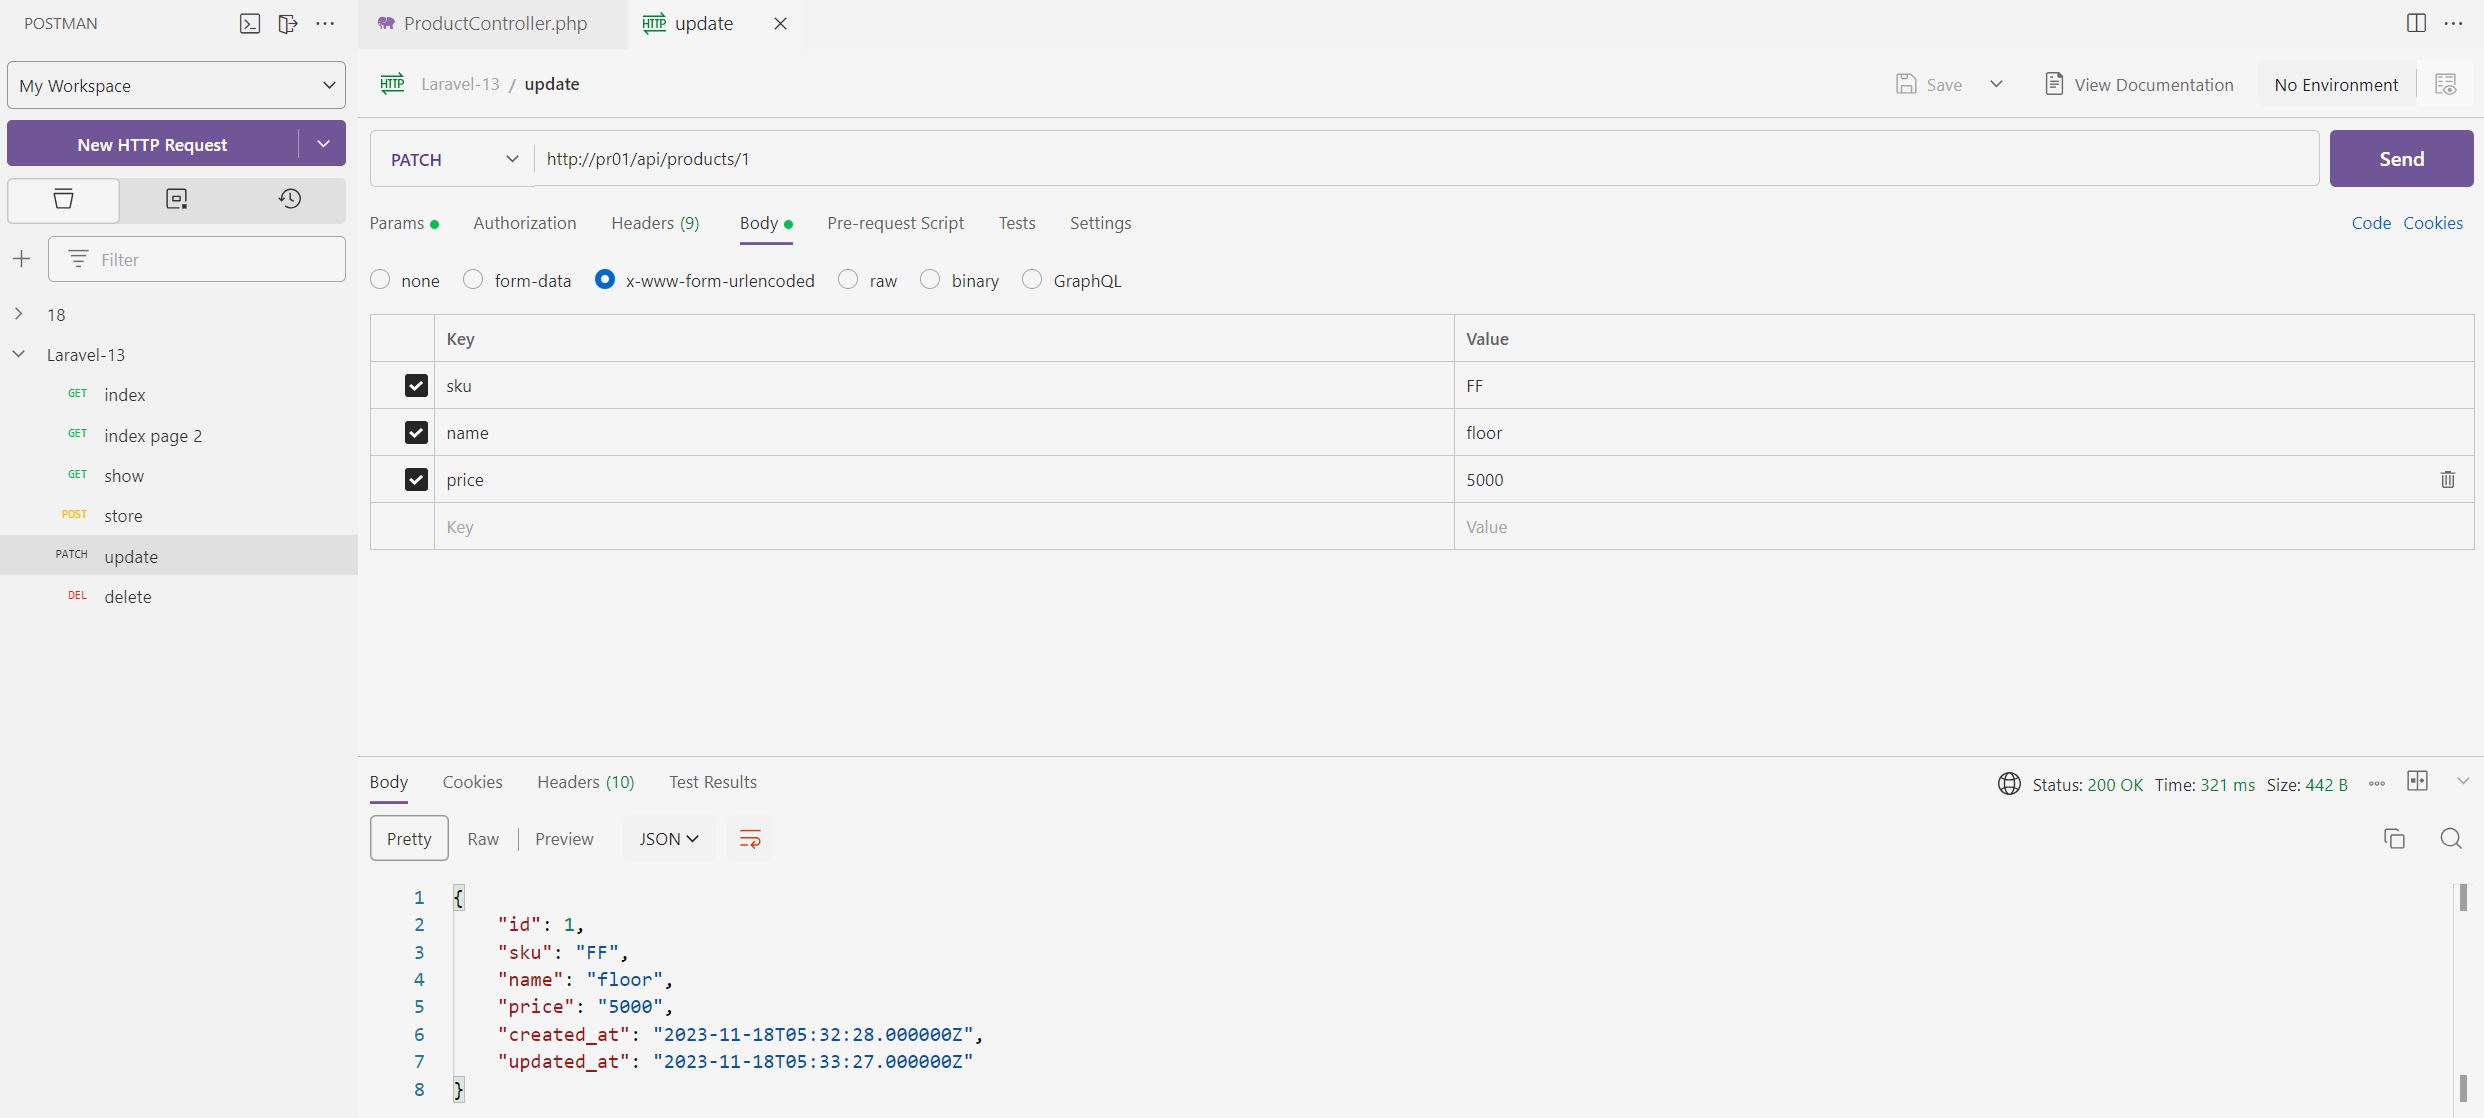 POSTMAN
ProductController.php
HTTP update
My Workspace
HTTP Laravel-13 / update
Save
View Documentation
No Environment
New HTTP Request
PATCH
http://pr01/api/products/1
Send
Params
Authorization
Headers (9)
Body
Pre-request Script
Tests
Settings
Code
Cookies
Filter
none
form-data
x-www-form-urlencoded
raw
binary
GraphQL
18
Laravel-13
GET index
GET index page 2
GET show
POST store
PATCH update
DEL delete
Key Value
sku FF
name floor
price 5000
Key Value
Body
Cookies
Headers (10)
Test Results
Status: 200 OK Time: 321 ms Size: 442 B
Pretty
Raw
Preview
JSON
1 {
2 "id": 1,
3 "sku": "FF",
4 "name": "floor",
5 "price": "5000",
6 "created_at": "2023-11-18T05:32:28.000000Z",
7 "updated_at": "2023-11-18T05:33:27.000000Z"
8 }